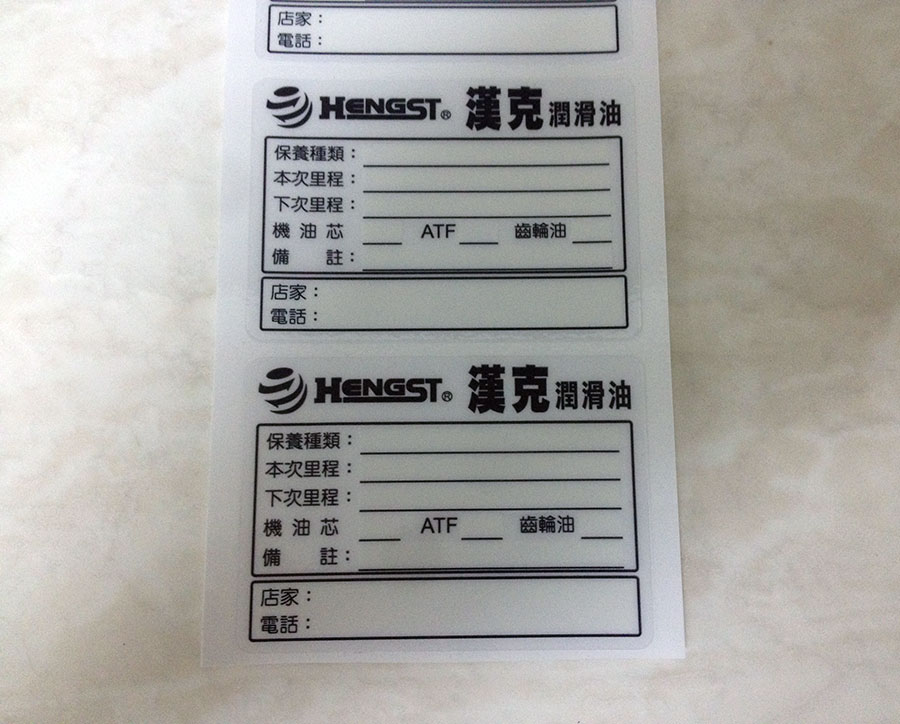 店家：
電話：
HENGST® 漢克潤滑油
保養種類：
本次里程：
下次里程：
機油芯 ATF 齒輪油
備註：
店家：
電話：
HENGST® 漢克潤滑油
保養種類：
本次里程：
下次里程：
機油芯 ATF 齒輪油
備註：
店家：
電話：